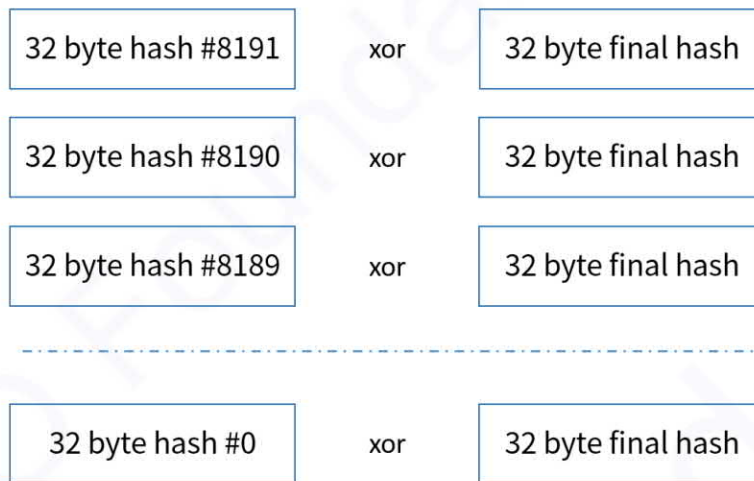 32 byte hash #8191 xor 32 byte final hash
32 byte hash #8190 xor 32 byte final hash
32 byte hash #8189 xor 32 byte final hash
32 byte hash #0 xor 32 byte final hash